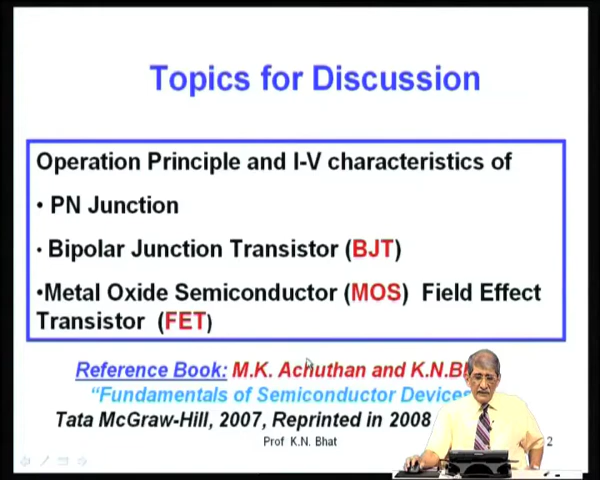 Topics for Discussion
Operation Principle and I-V characteristics of
• PN Junction
• Bipolar Junction Transistor (BJT)
•Metal Oxide Semiconductor (MOS) Field Effect
Transistor (FET)
Reference Book: M.K. Achuthan and
“Fundamentals of Semiconductor Devices
Tata McGraw-Hill, 2007, Reprinted in 2008
Prof K.N. Bhat
2